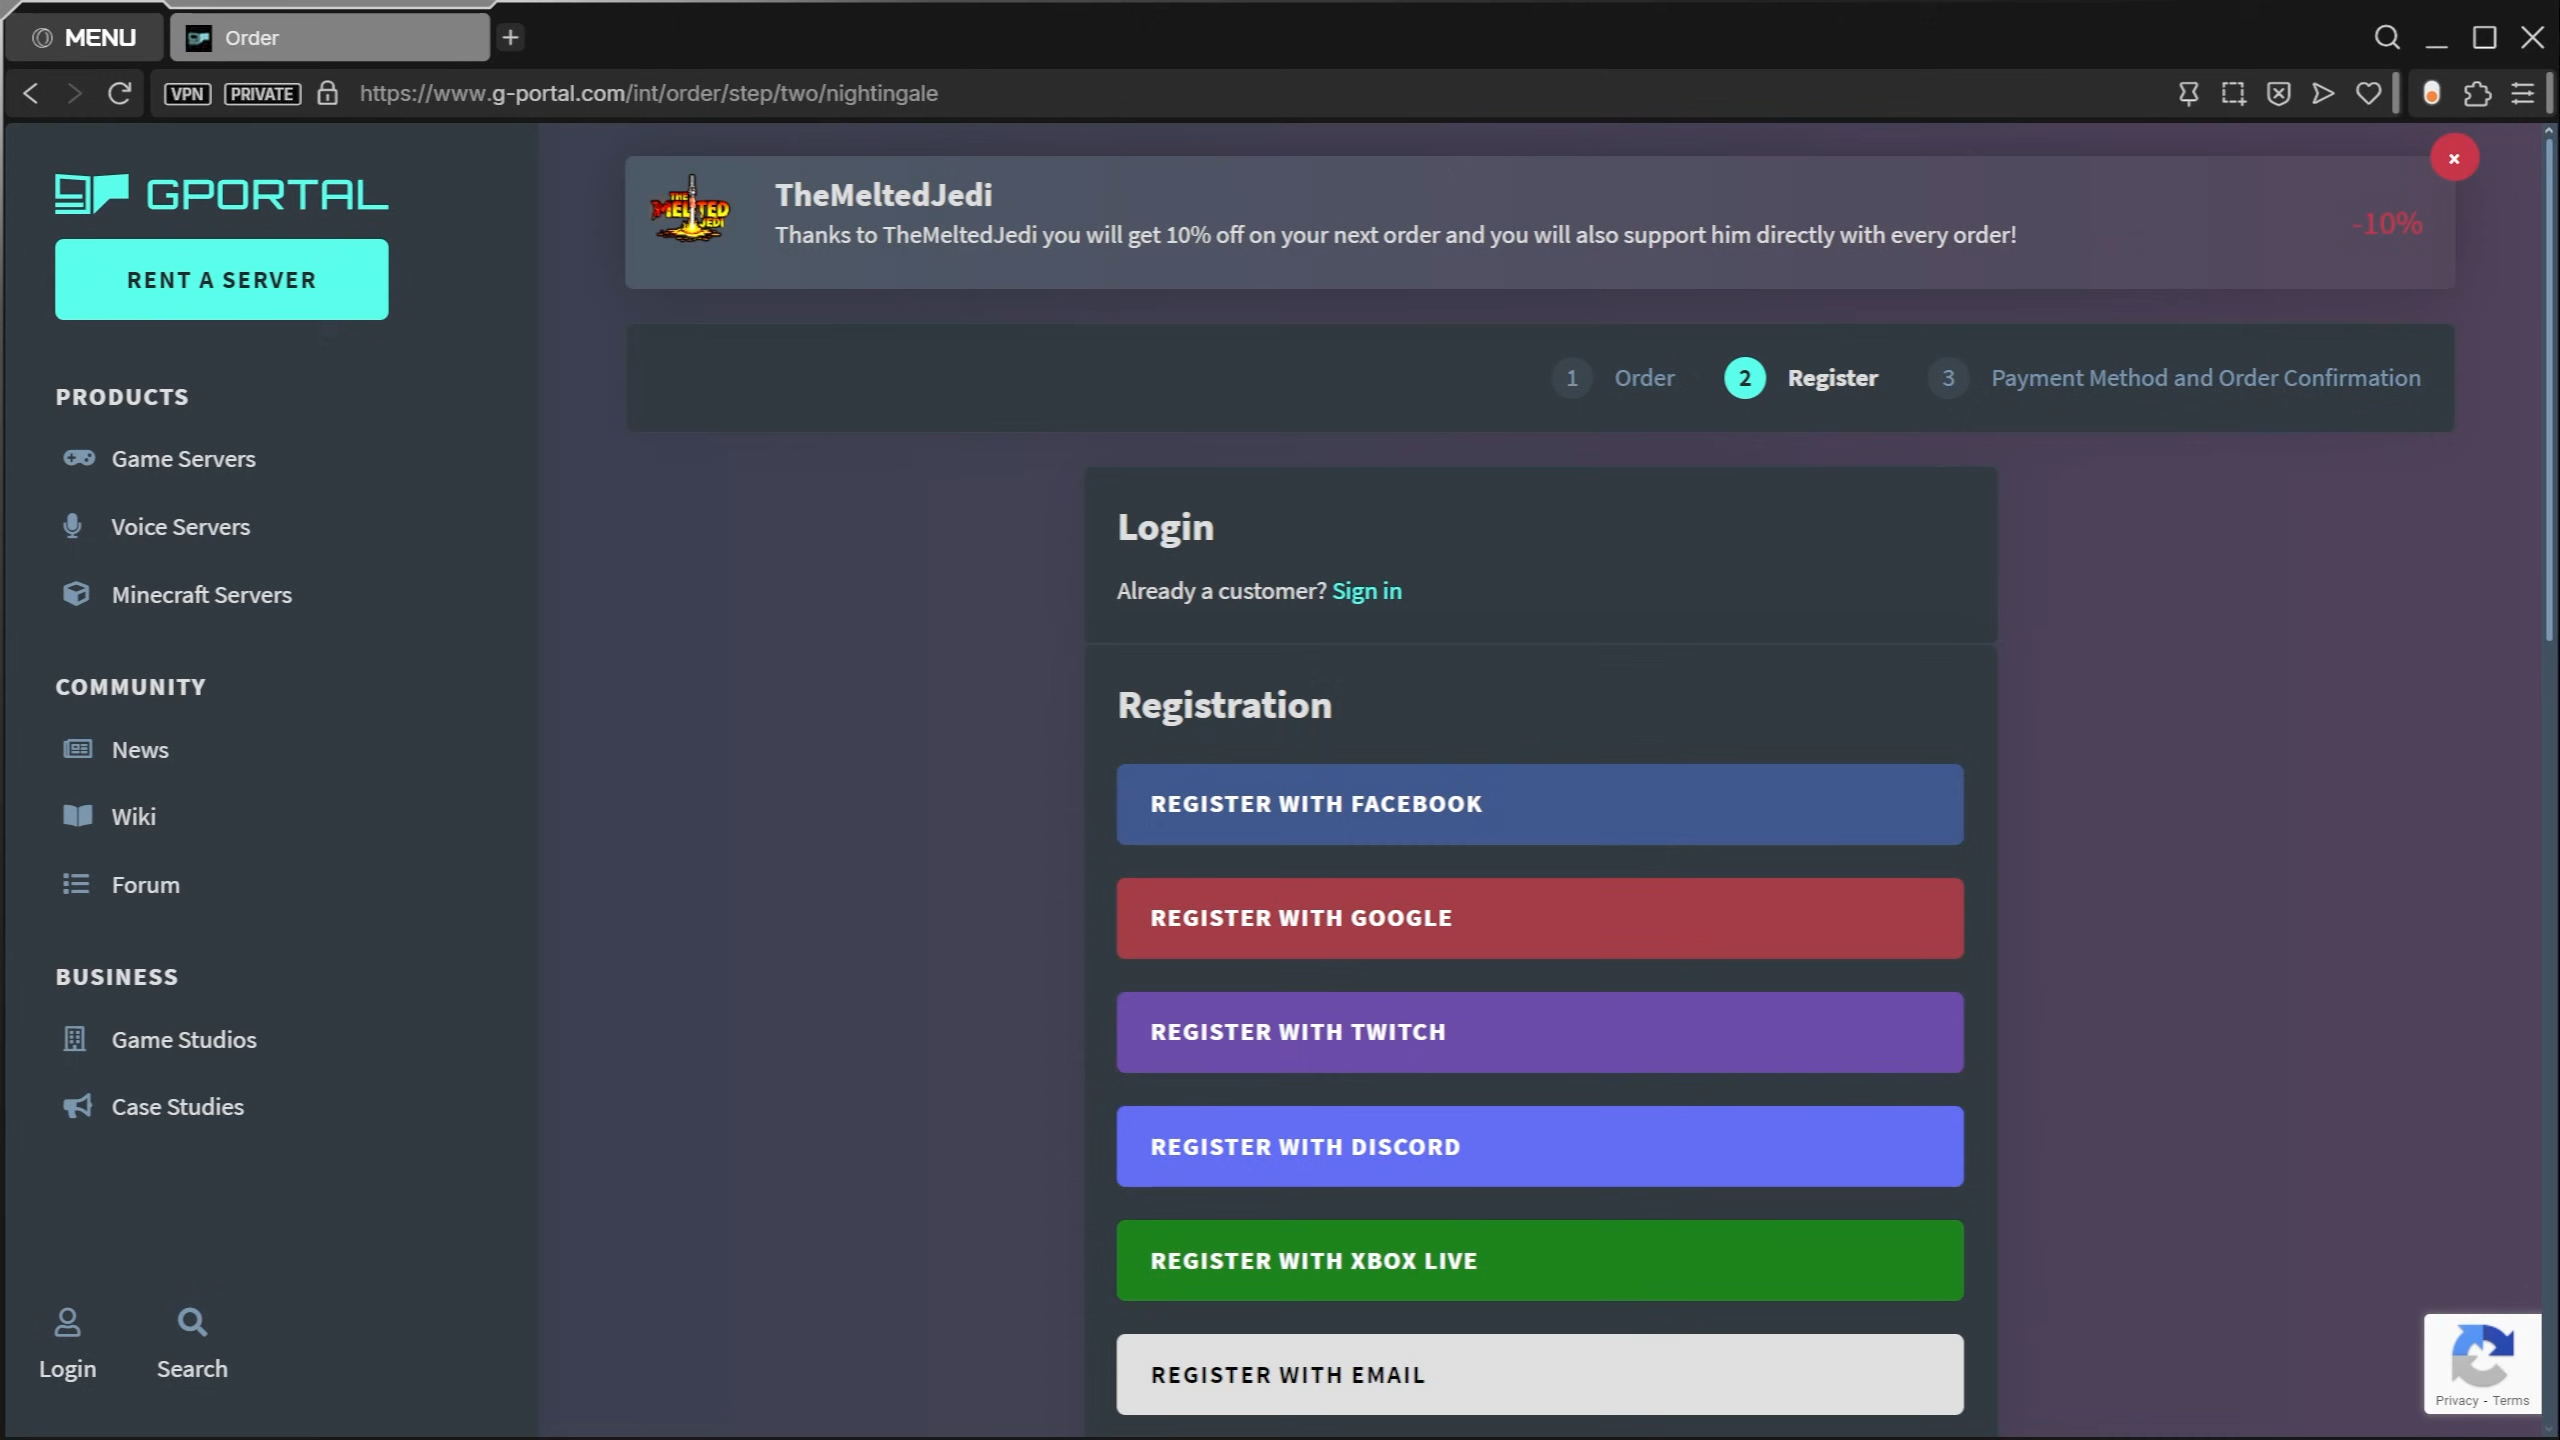 MENU
Order
VPN
PRIVATE
https://www.g-portal.com/int/order/step/two/nightingale
GPORTAL
RENT A SERVER
PRODUCTS
Game Servers
Voice Servers
Minecraft Servers
COMMUNITY
News
Wiki
Forum
BUSINESS
Game Studios
Case Studies
Login
Search
THE
MELTED
JEDI
TheMeltedJedi
Thanks to TheMeltedJedi you will get 10% off on your next order and you will also support him directly with every order!
-10%
1 Order
2 Register
3 Payment Method and Order Confirmation
Login
Already a customer? Sign in
Registration
REGISTER WITH FACEBOOK
REGISTER WITH GOOGLE
REGISTER WITH TWITCH
REGISTER WITH DISCORD
REGISTER WITH XBOX LIVE
REGISTER WITH EMAIL
Privacy - Terms